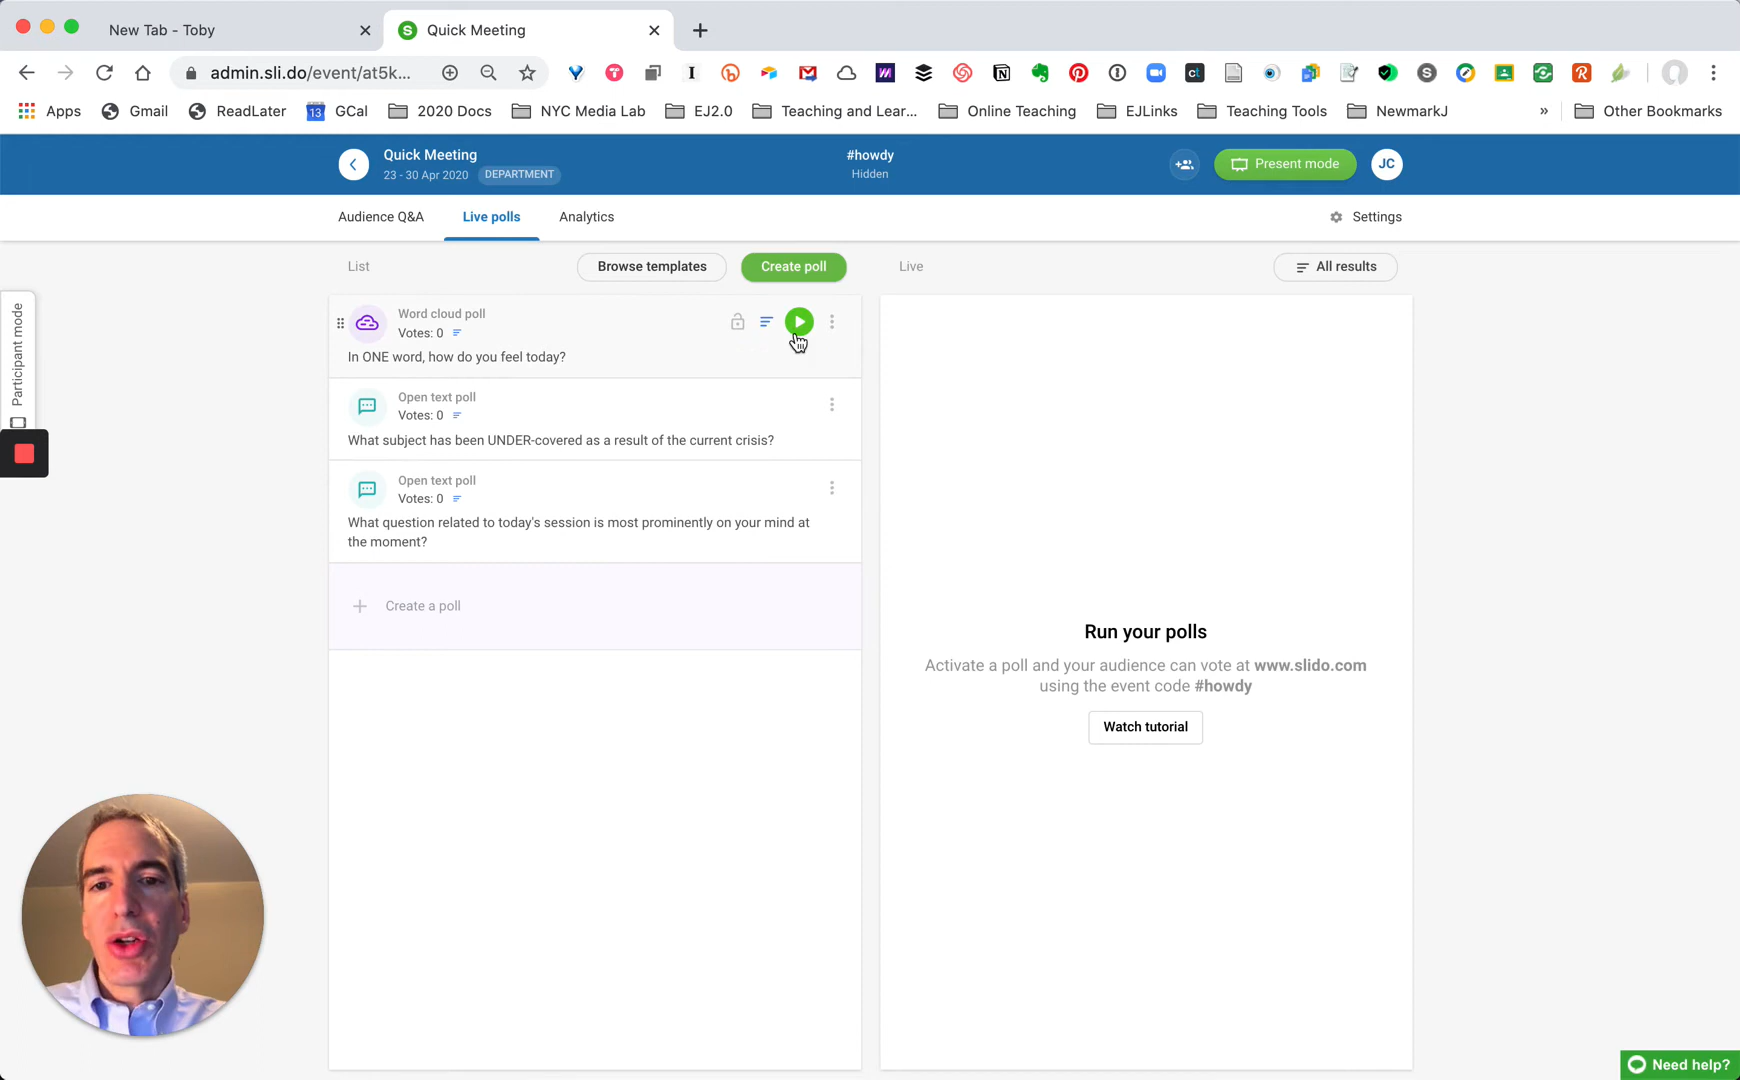 New Tab - Toby
Quick Meeting
admin.sli.do/event/at5k...
Apps
Gmail
ReadLater
13
GCal
2020 Docs
NYC Media Lab
EJ2.0
Teaching and Lear...
Online Teaching
EJLinks
Teaching Tools
NewmarkJ
»
Other Bookmarks
Quick Meeting
23 - 30 Apr 2020 DEPARTMENT
#howdy
Hidden
Present mode
JC
Audience Q&A
Live polls
Analytics
Settings
List
Browse templates
Create poll
Live
All results
Participant mode
Word cloud poll
Votes: 0
In ONE word, how do you feel today?
Open text poll
Votes: 0
What subject has been UNDER-covered as a result of the current crisis?
Open text poll
Votes: 0
What question related to today's session is most prominently on your mind at
the moment?
Create a poll
Run your polls
Activate a poll and your audience can vote at www.slido.com
using the event code #howdy
Watch tutorial
Need help?